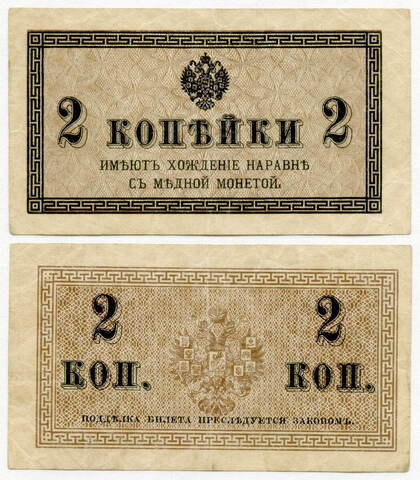 2 КОПѢЙКИ 2
ИМѢЮТЪ ХОЖДЕНІЕ НАРАВНѢ
СЪ МѢДНОЙ МОНЕТОЙ.
2 2
КОП. КОП.
ПОДДѢЛКА БИЛЕТА ПРЕСЛѢДУЕТСЯ ЗАКОНОМЪ.